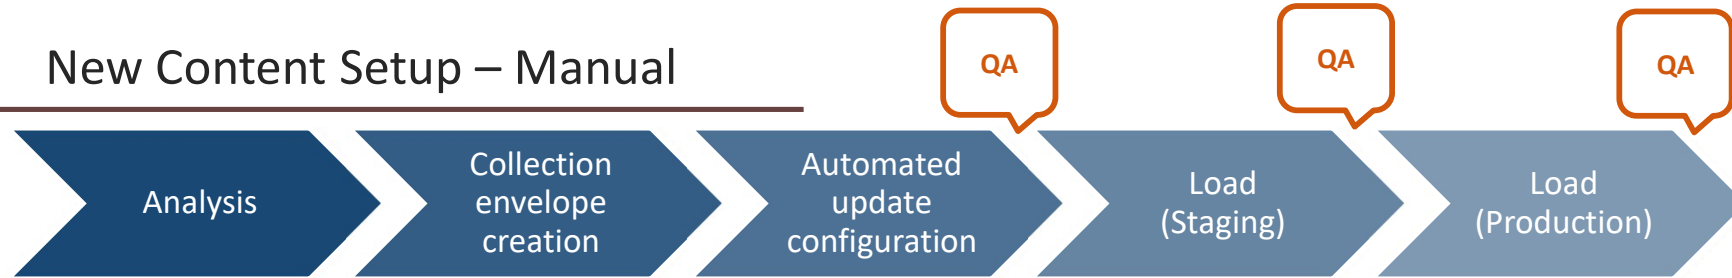 New Content Setup – Manual
QA
QA
QA
Analysis
Collection
envelope
creation
Automated
update
configuration
Load
(Staging)
Load
(Production)